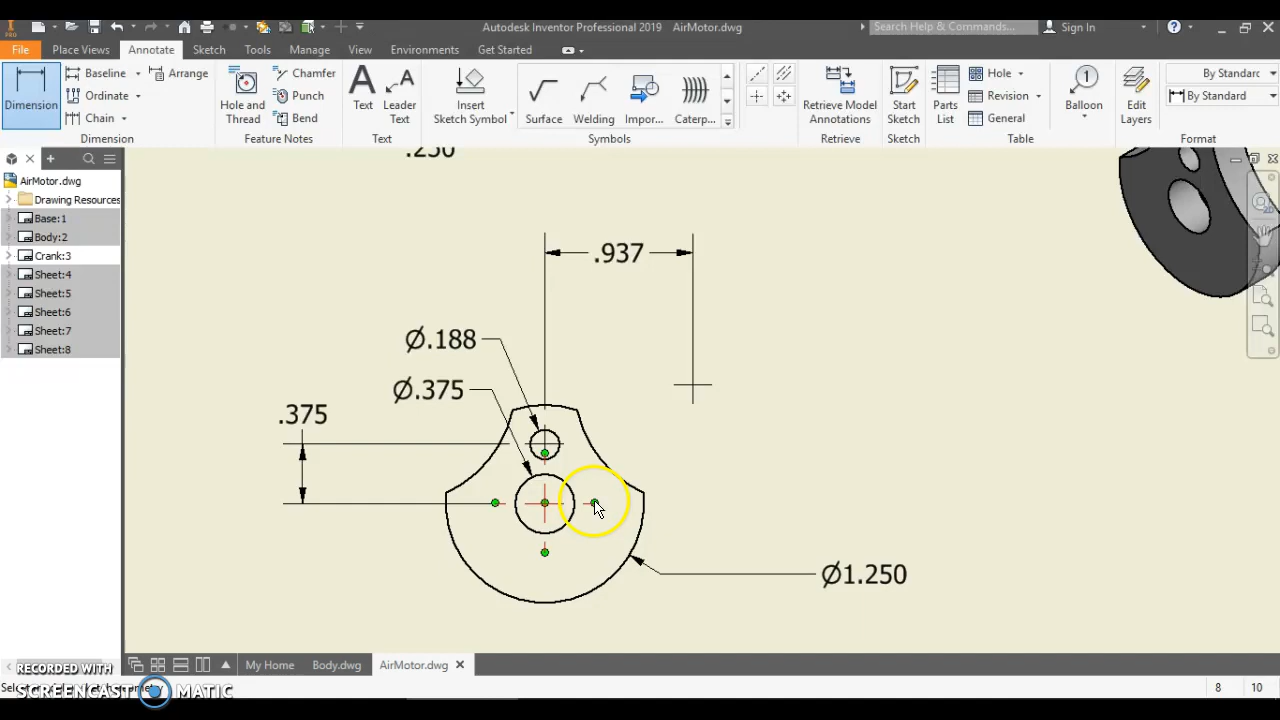 Autodesk Inventor Professional 2019 AirMotor.dwg
Search Help & Commands...
Sign In
PRO
File Place Views Annotate Sketch Tools Manage View Environments Get Started
Dimension
Baseline
Ordinate
Chain
Arrange
Dimension
Hole and Thread
Chamfer
Punch
Bend
Feature Notes
Text
Leader Text
Text
Insert Sketch Symbol
Surface
Welding
Impor...
Caterp...
Symbols
Retrieve Model Annotations
Retrieve
Start Sketch
Sketch
Parts List
Hole
Revision
General
Table
Balloon
Edit Layers
By Standarc
By Standarc
Format
AirMotor.dwg
Drawing Resources
Base:1
Body:2
Crank:3
Sheet:4
Sheet:5
Sheet:6
Sheet:7
Sheet:8
.250
.937
Ø.188
Ø.375
.375
Ø1.250
2D
My Home Body.dwg AirMotor.dwg
RECORDED WITH
SCREENCAST MATIC
8 10